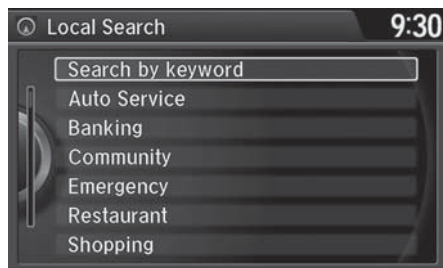 Local Search
9:30
Search by keyword
Auto Service
Banking
Community
Emergency
Restaurant
Shopping